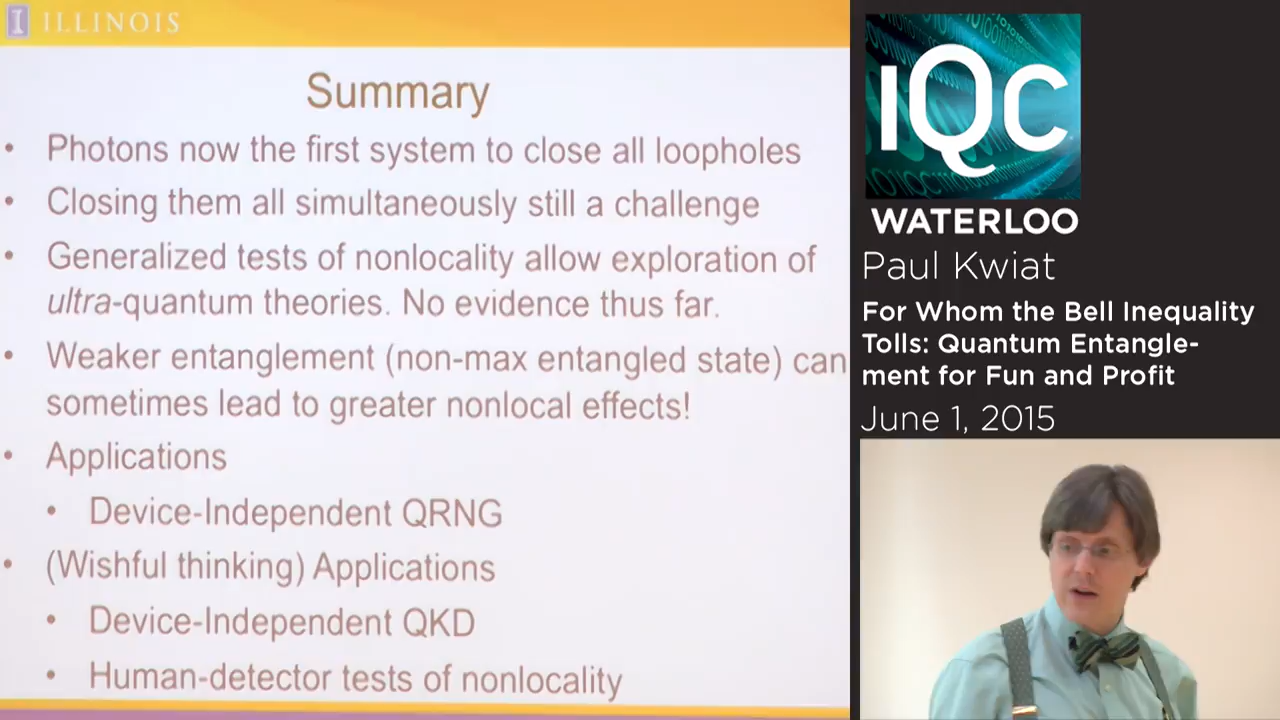 I ILLINOIS
Summary
• Photons now the first system to close all loopholes
• Closing them all simultaneously still a challenge
• Generalized tests of nonlocality allow exploration of
ultra-quantum theories. No evidence thus far.
• Weaker entanglement (non-max entangled state) can
sometimes lead to greater nonlocal effects!
• Applications
• Device-Independent QRNG
• (Wishful thinking) Applications
• Device-Independent QKD
• Human-detector tests of nonlocality
IQC
WATERLOO
Paul Kwiat
For Whom the Bell Inequality
Tolls: Quantum Entangle-
ment for Fun and Profit
June 1, 2015